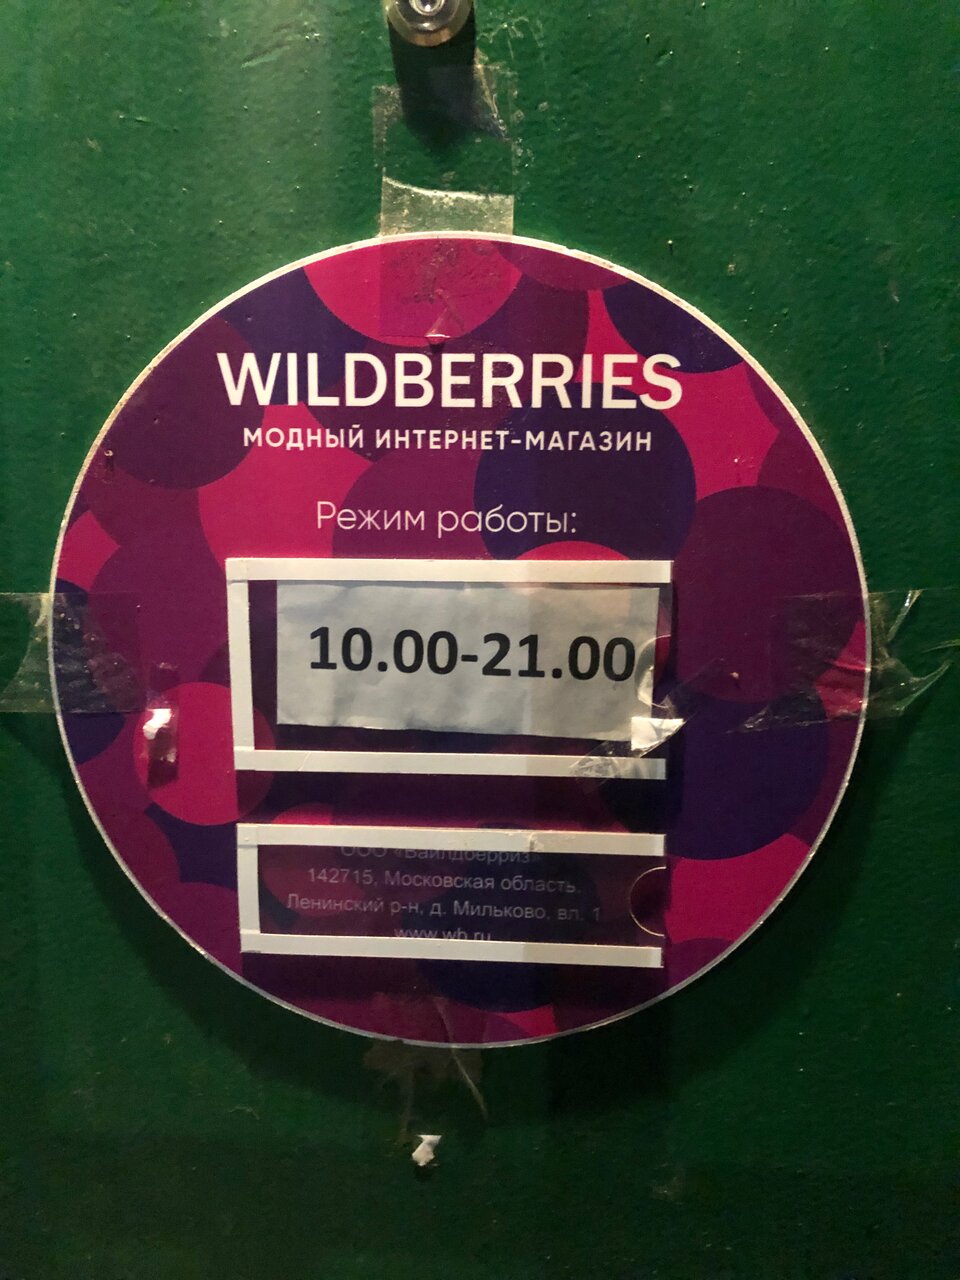 WILDBERRIES
МОДНЫЙ ИНТЕРНЕТ-МАГАЗИН
Режим работы:
10.00-21.00
ООО «Вайлдберриз»
142715, Московская область,
Ленинский р-н, д. Мильково, вл. 1
www.wb.ru